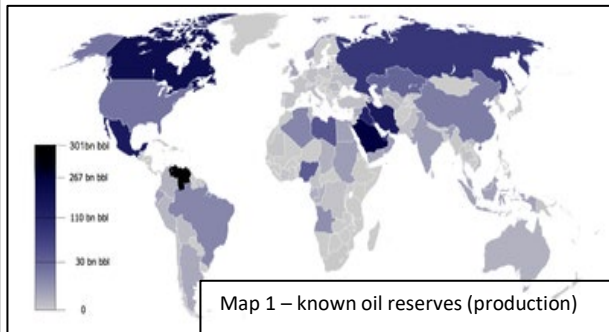 301bn bbl
267 bn bbl
110 bn bbl
30 bn bbl
0
Map 1 – known oil reserves (production)